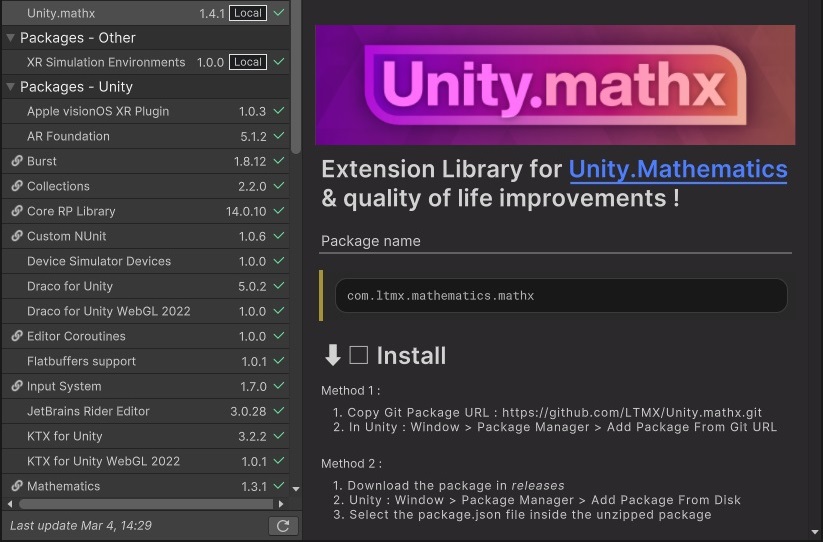 Unity.mathx 1.4.1 Local
Packages - Other
XR Simulation Environments 1.0.0 Local
Packages - Unity
Apple visionOS XR Plugin 1.0.3
AR Foundation 5.1.2
Burst 1.8.12
Collections 2.2.0
Core RP Library 14.0.10
Custom NUnit 1.0.6
Device Simulator Devices 1.0.0
Draco for Unity 5.0.2
Draco for Unity WebGL 2022 1.0.0
Editor Coroutines 1.0.0
Flatbuffers support 1.0.1
Input System 1.7.0
JetBrains Rider Editor 3.0.28
KTX for Unity 3.2.2
KTX for Unity WebGL 2022 1.0.1
Mathematics 1.3.1
Last update Mar 4, 14:29
Unity.mathx
Extension Library for Unity.Mathematics
& quality of life improvements !
Package name
com.ltmx.mathematics.mathx
Install
Method 1 :
1. Copy Git Package URL : https://github.com/LTMX/Unity.mathx.git
2. In Unity : Window > Package Manager > Add Package From Git URL
Method 2 :
1. Download the package in releases
2. Unity : Window > Package Manager > Add Package From Disk
3. Select the package.json file inside the unzipped package